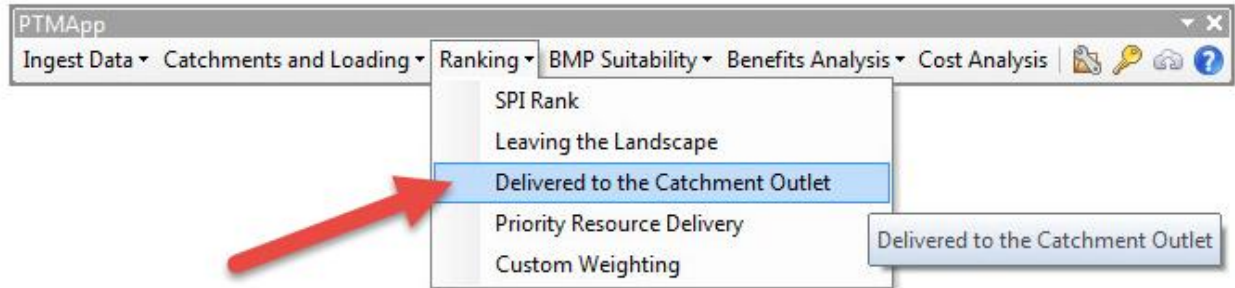 PTMApp
Ingest Data Catchments and Loading Ranking BMP Suitability Benefits Analysis Cost Analysis ?
SPI Rank
Leaving the Landscape
Delivered to the Catchment Outlet
Priority Resource Delivery
Delivered to the Catchment Outlet
Custom Weighting